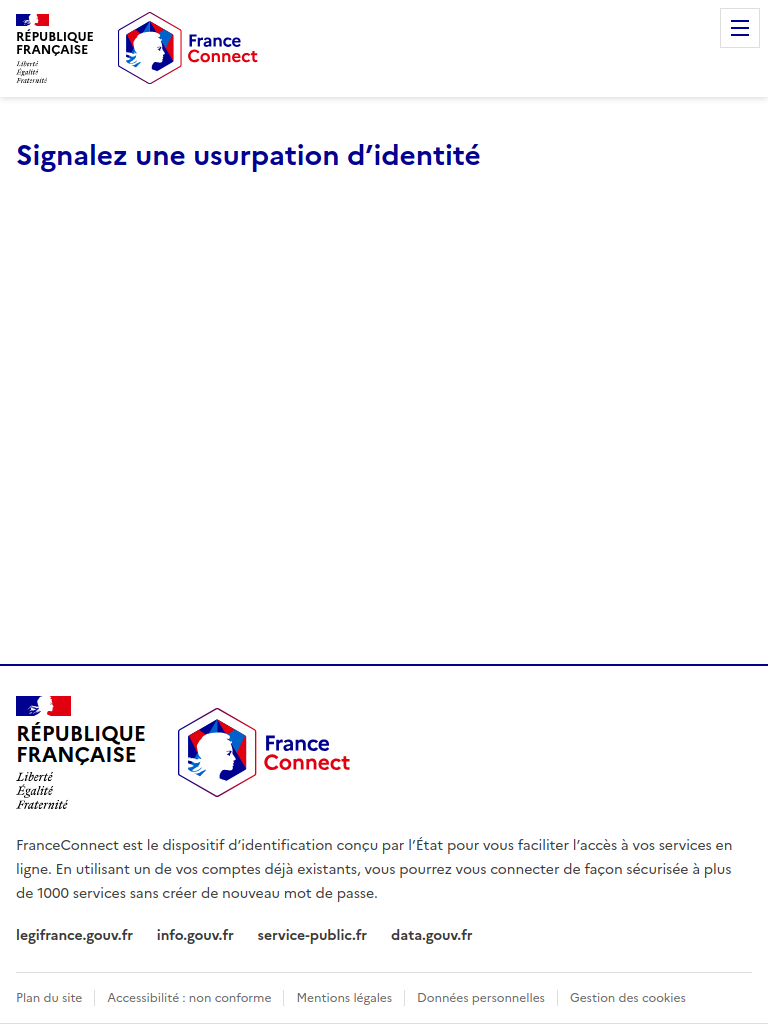 RÉPUBLIQUE
FRANÇAISE
Liberté
Égalité
Fraternité
France
Connect
Signalez une usurpation d’identité
RÉPUBLIQUE
FRANÇAISE
Liberté
Égalité
Fraternité
France
Connect
FranceConnect est le dispositif d’identification conçu par l’État pour vous faciliter l’accès à vos services en
ligne. En utilisant un de vos comptes déjà existants, vous pourrez vous connecter de façon sécurisée à plus
de 1000 services sans créer de nouveau mot de passe.
legifrance.gouv.fr info.gouv.fr service-public.fr data.gouv.fr
Plan du site Accessibilité : non conforme Mentions légales Données personnelles Gestion des cookies